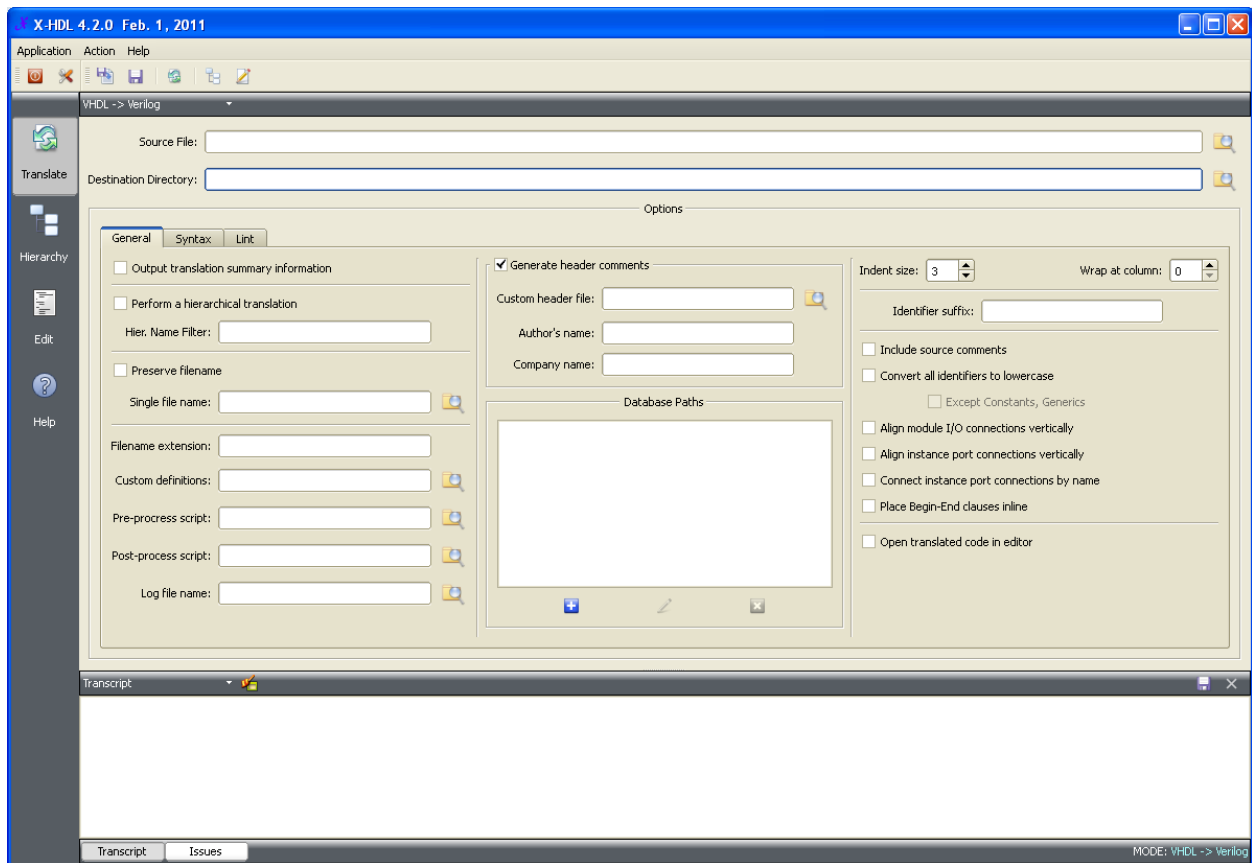 X-HDL 4.2.0 Feb. 1, 2011
Application Action Help
VHDL -> Verilog
Translate
Hierarchy
Edit
Help
Source File:
Destination Directory:
Options
General Syntax Lint
Output translation summary information
Perform a hierarchical translation
Hier. Name Filter:
Preserve filename
Single file name:
Filename extension:
Custom definitions:
Pre-procress script:
Post-process script:
Log file name:
Generate header comments
Custom header file:
Author's name:
Company name:
Database Paths
Indent size: 3 Wrap at column: 0
Identifier suffix:
Include source comments
Convert all identifiers to lowercase
Except Constants, Generics
Align module I/O connections vertically
Align instance port connections vertically
Connect instance port connections by name
Place Begin-End clauses inline
Open translated code in editor
Transcript
Transcript Issues
MODE: VHDL -> Verilog